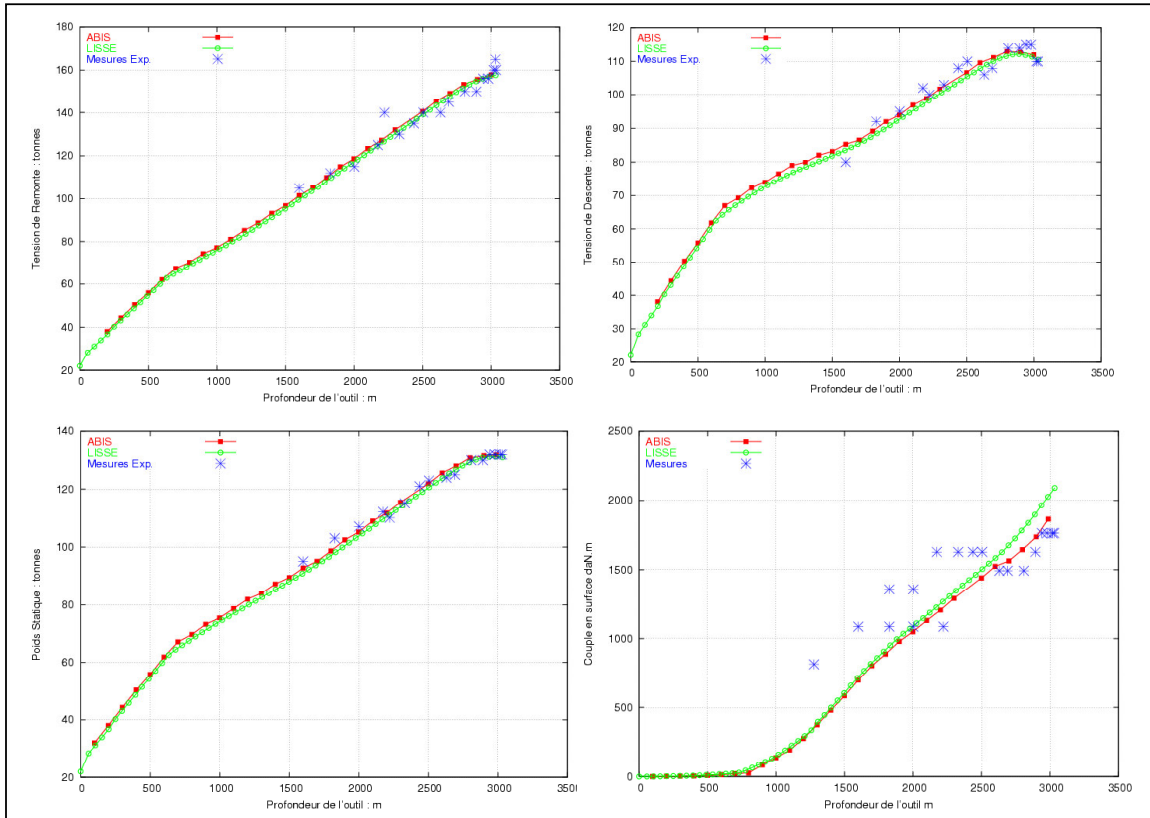 180
160
140
120
100
80
60
40
20
0 500 1000 1500 2000 2500 3000 3500
Tension de Remonte : tonnes
Profondeur de l'outil : m
ABIS
LISSE
Mesures Exp.
120
110
100
90
80
70
60
50
40
30
20
0 500 1000 1500 2000 2500 3000 3500
Tension de Descente : tonnes
Profondeur de l'outil : m
ABIS
LISSE
Mesures Exp.
140
120
100
80
60
40
20
0 500 1000 1500 2000 2500 3000 3500
Poids Statique : tonnes
Profondeur de l'outil : m
ABIS
LISSE
Mesures Exp.
2500
2000
1500
1000
500
0
0 500 1000 1500 2000 2500 3000 3500
Couple en surface daN.m
Profondeur de l'outil m
ABIS
LISSE
Mesures